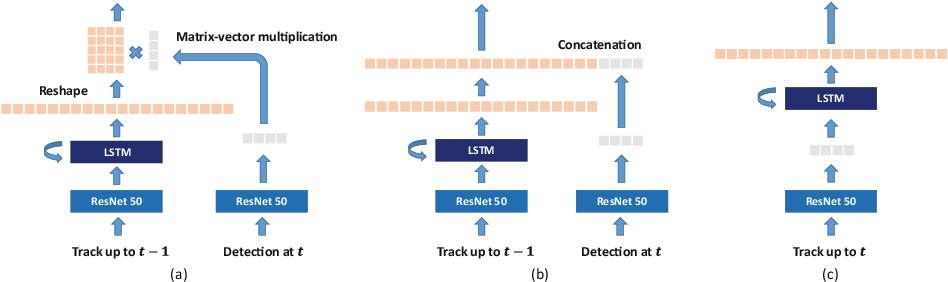 Matrix-vector multiplication
Reshape
LSTM
ResNet 50
ResNet 50
Track up to t − 1
Detection at t
(a)
Concatenation
LSTM
ResNet 50
ResNet 50
Track up to t − 1
Detection at t
(b)
LSTM
ResNet 50
Track up to t
(c)